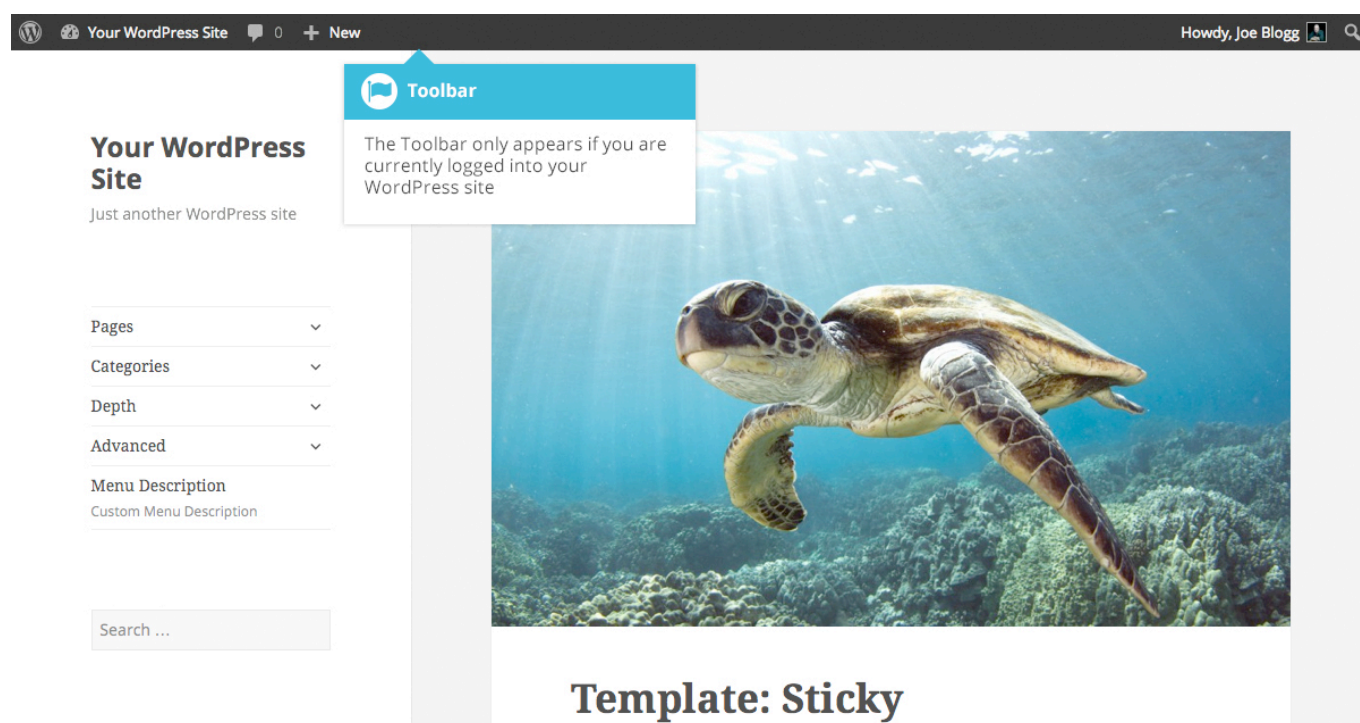 Your WordPress Site 0 New Howdy, Joe Blogg
Toolbar
The Toolbar only appears if you are
currently logged into your
WordPress site
Your WordPress
Site
Just another WordPress site
Pages
Categories
Depth
Advanced
Menu Description
Custom Menu Description
Search …
Template: Sticky